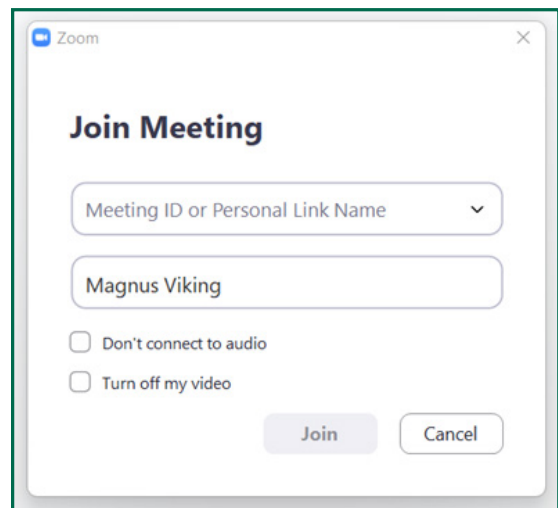 Zoom
Join Meeting
Meeting ID or Personal Link Name
Magnus Viking
Don't connect to audio
Turn off my video
Join Cancel